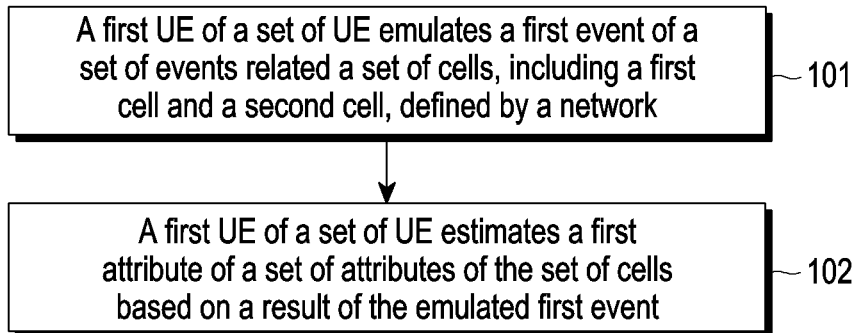 A first UE of a set of UE emulates a first event of a
set of events related a set of cells, including a first
cell and a second cell, defined by a network
101
A first UE of a set of UE estimates a first
attribute of a set of attributes of the set of cells
based on a result of the emulated first event
102